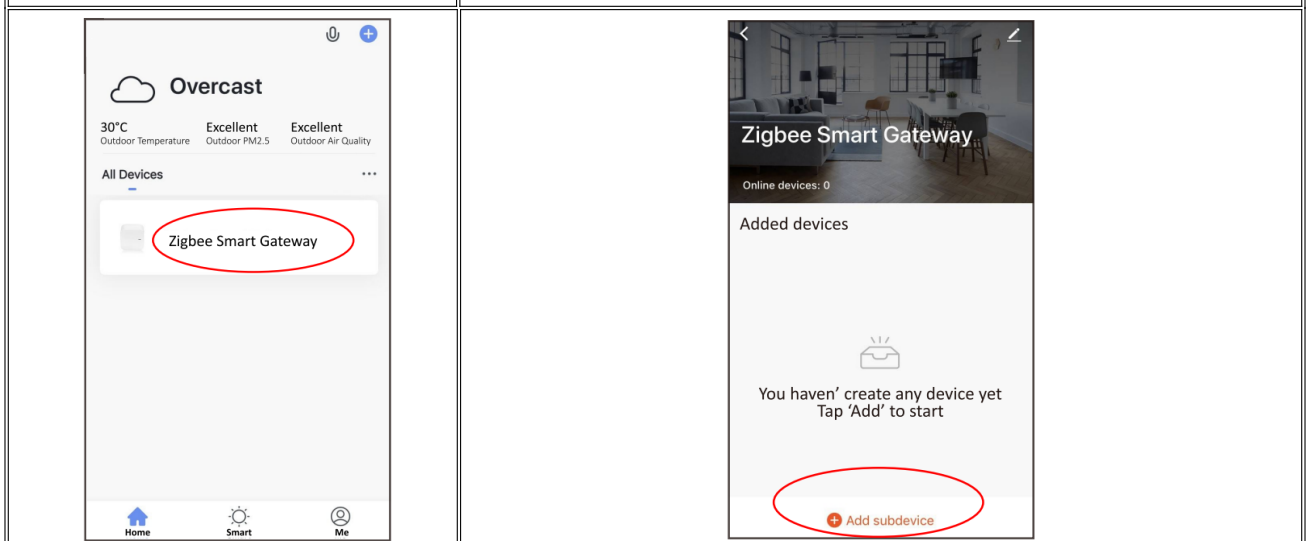 Overcast
30°C Excellent Excellent
Outdoor Temperature Outdoor PM2.5 Outdoor Air Quality
All Devices
Zigbee Smart Gateway
Home Smart Me
Zigbee Smart Gateway
Online devices: 0
Added devices
You haven’ create any device yet
Tap ‘Add’ to start
Add subdevice